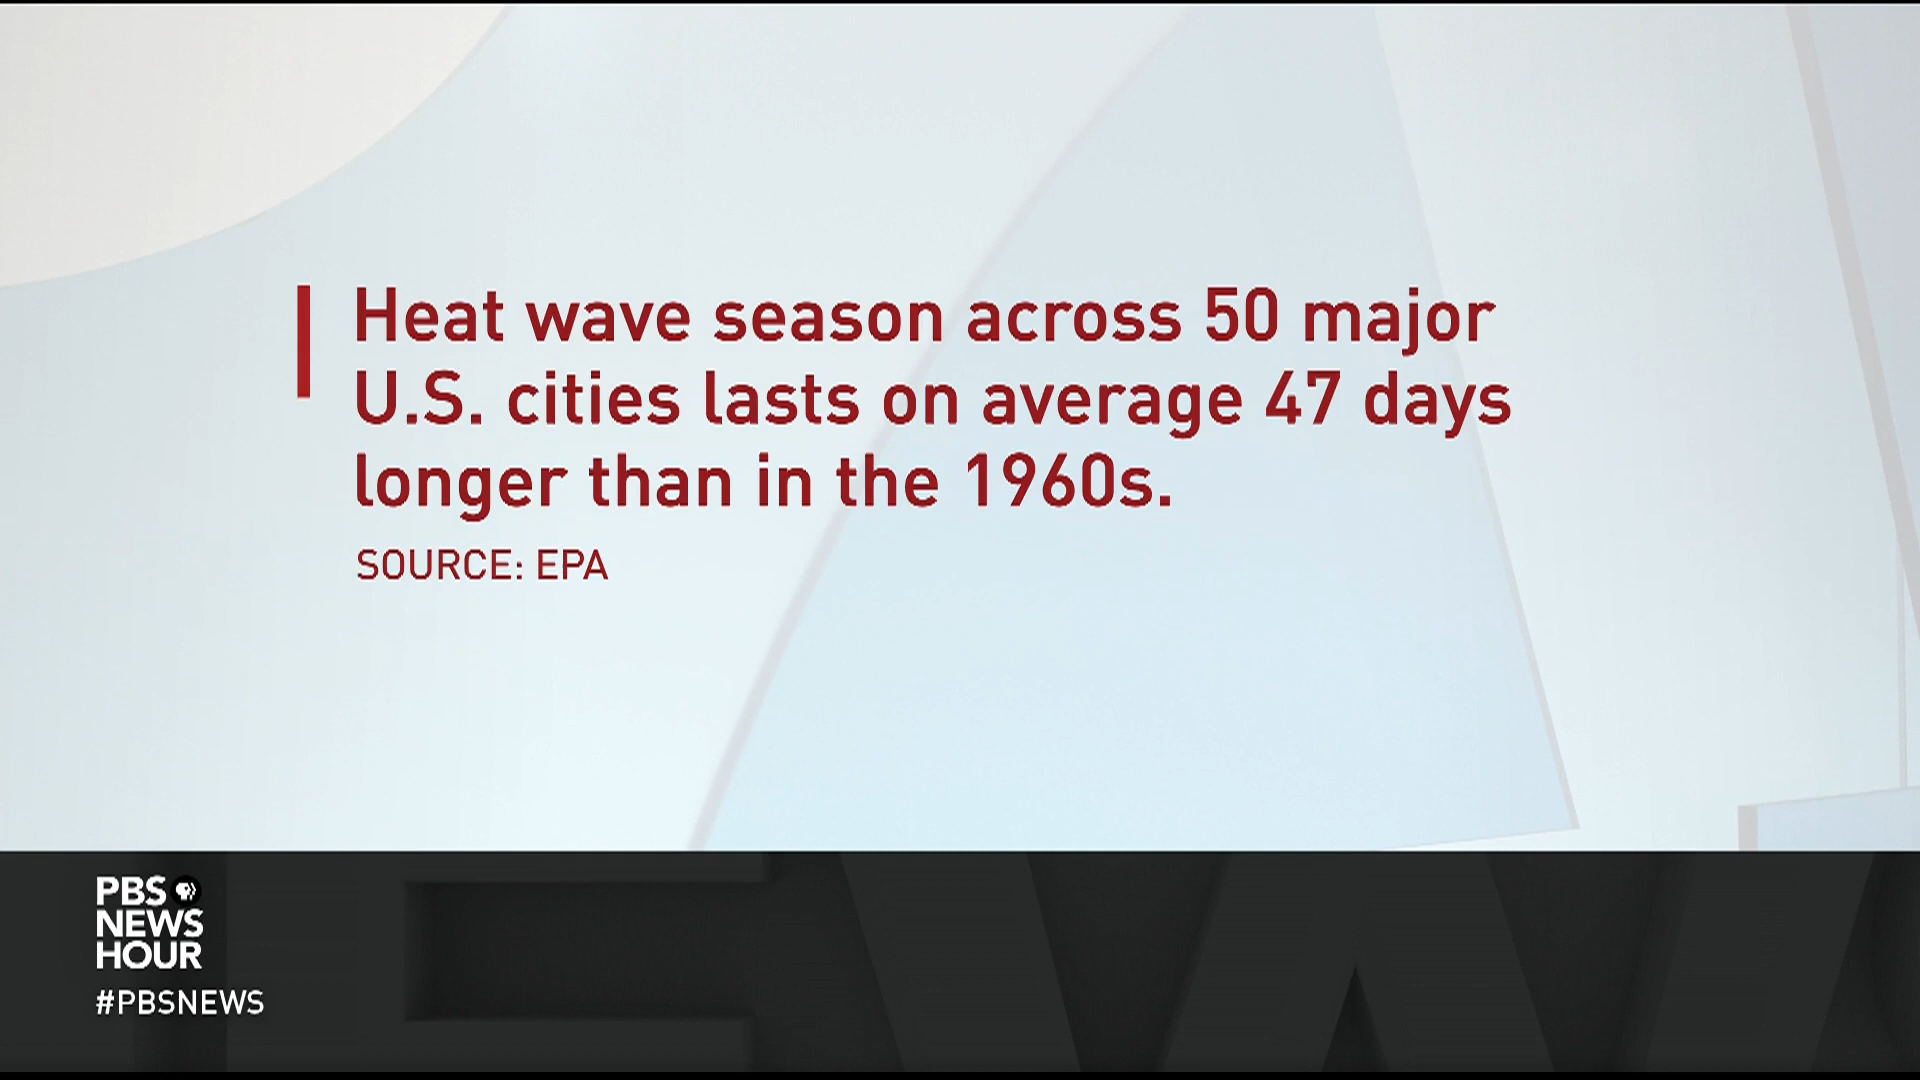 Heat wave season across 50 major
U.S. cities lasts on average 47 days
longer than in the 1960s.
SOURCE: EPA
PBS
NEWS
HOUR
#PBSNEWS